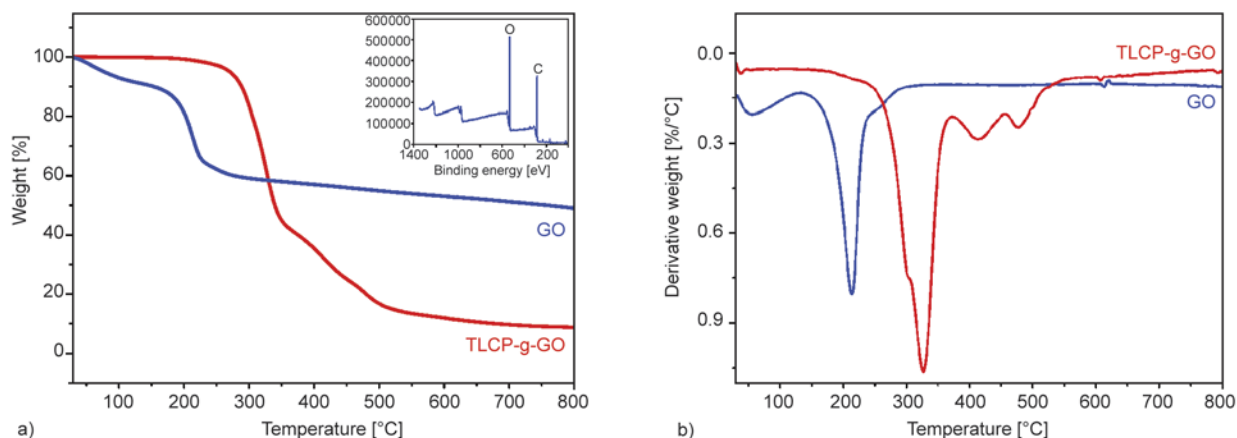 600000
500000
400000
300000
200000
100000
0
1400
1000
600
200
Binding energy [eV]
O
C
100
80
60
40
20
0
Weight [%]
GO
TLCP-g-GO
100 200 300 400 500 600 700 800
Temperature [°C]
a)
0.0
0.3
0.6
0.9
Derivative weight [%/°C]
TLCP-g-GO
GO
100 200 300 400 500 600 700 800
Temperature [°C]
b)